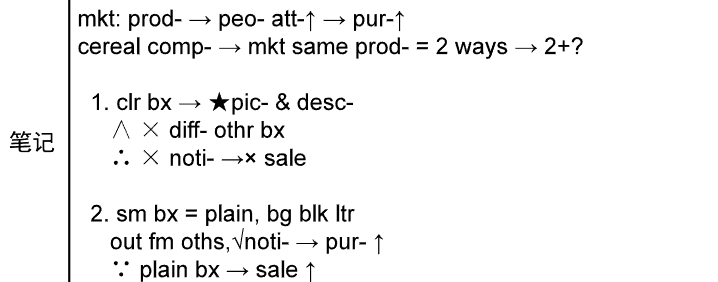 mkt: prod- → peo- att-↑ → pur-↑
cereal comp- → mkt same prod- = 2 ways → 2+?
笔记
1. clr bx → ★pic- & desc-
∧ × diff- othr bx
∴ × noti- →× sale
2. sm bx = plain, bg blk ltr
out fm oths,√noti- → pur- ↑
∵ plain bx → sale ↑